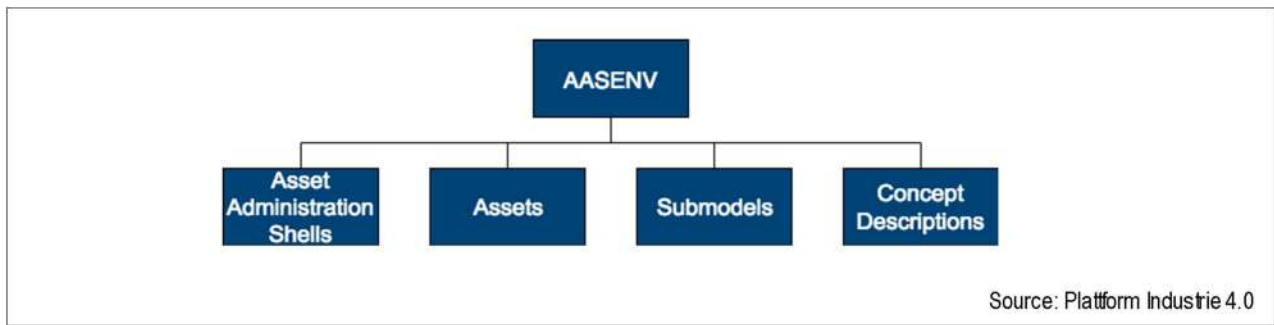 AASENV
Asset
Administration
Shells
Assets
Submodels
Concept
Descriptions
Source: Plattform Industrie 4.0